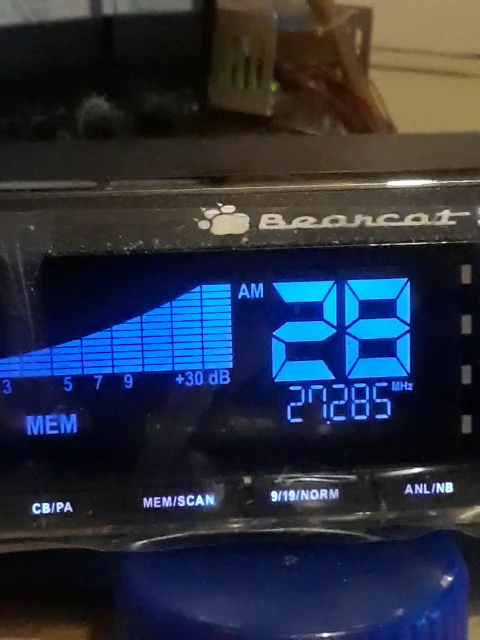 Bearcat
AM 28
3 5 7 9 +30 dB
27.285 MHz
MEM
CB/PA MEM/SCAN 9/19/NORM ANL/NB